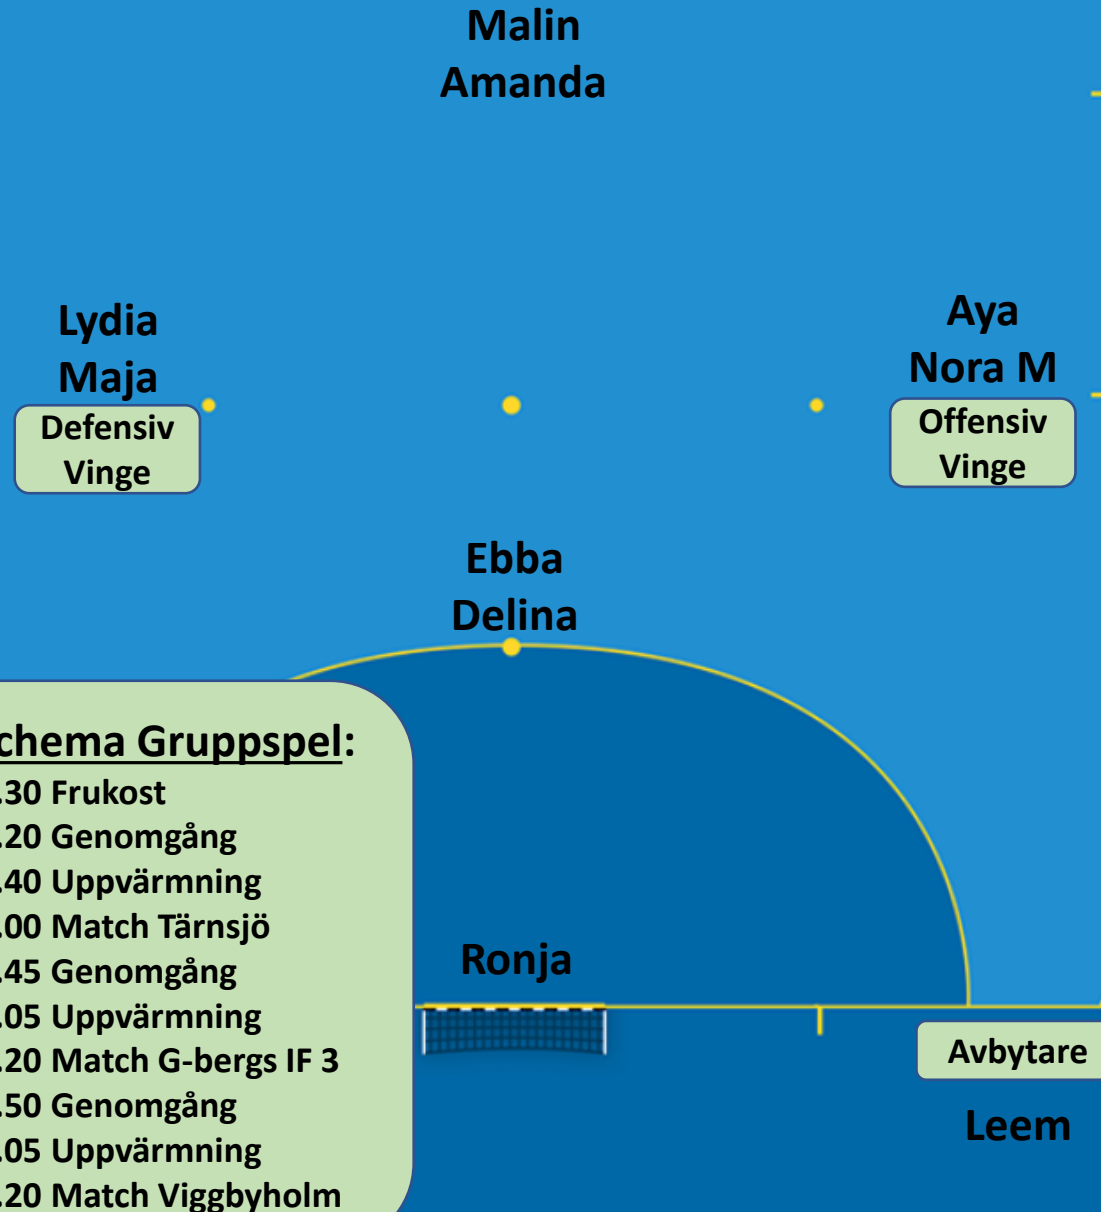 Malin
Amanda
Lydia
Maja
Defensiv
Vinge
Aya
Nora M
Offensiv
Vinge
Ebba
Delina
chema Gruppspel:
.30 Frukost
.20 Genomgång
.40 Uppvärmning
.00 Match Tärnsjö
.45 Genomgång
.05 Uppvärmning
.20 Match G-bergs IF 3
.50 Genomgång
.05 Uppvärmning
.20 Match Viggbyholm
Ronja
Avbytare
Leem